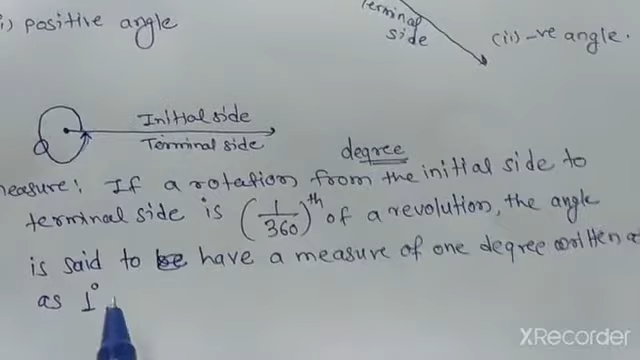 i) positive angle
terminal
side
(ii) -ve angle.
Initial side
Terminal side
degree
measure: If a rotation from the initial side to
terminal side is (1/360)th of a revolution, the angle
is said to be have a measure of one degree written
as 1°
XRecorder